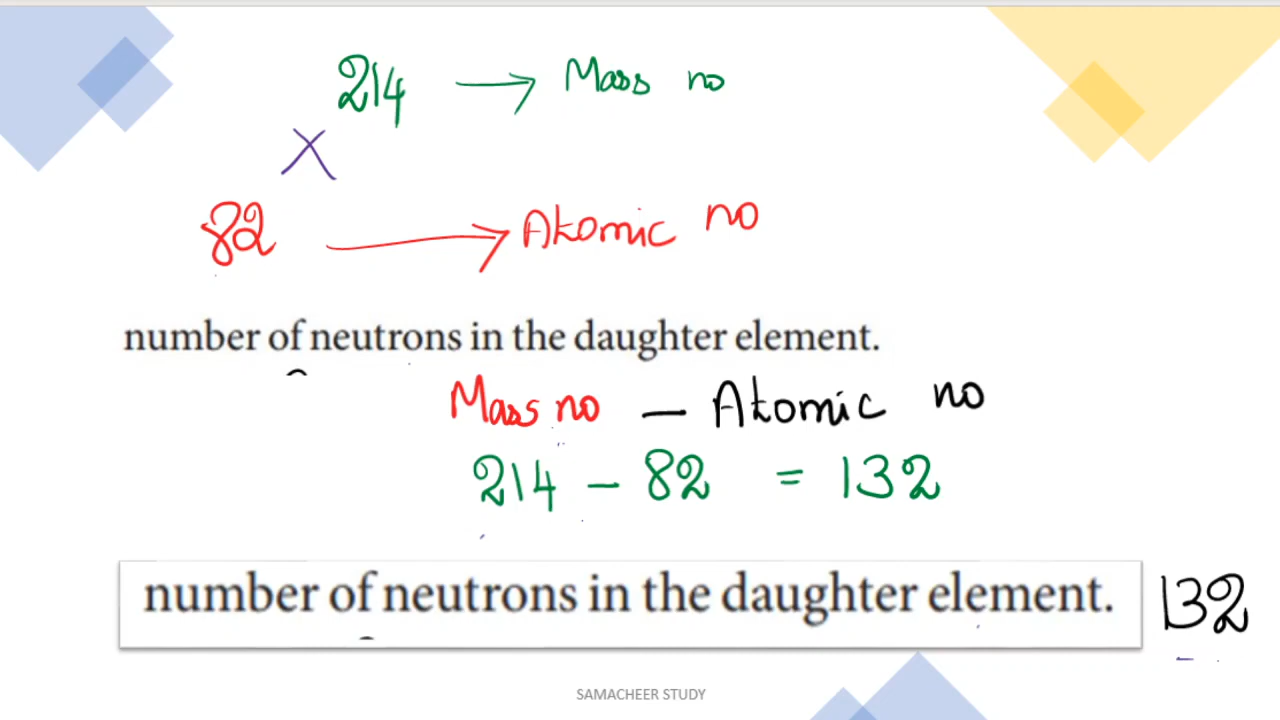 214 → Mass no
X
82 → Atomic no
number of neutrons in the daughter element.
Mass no - Atomic no
214 - 82 = 132
number of neutrons in the daughter element. 132
SAMACHEER STUDY